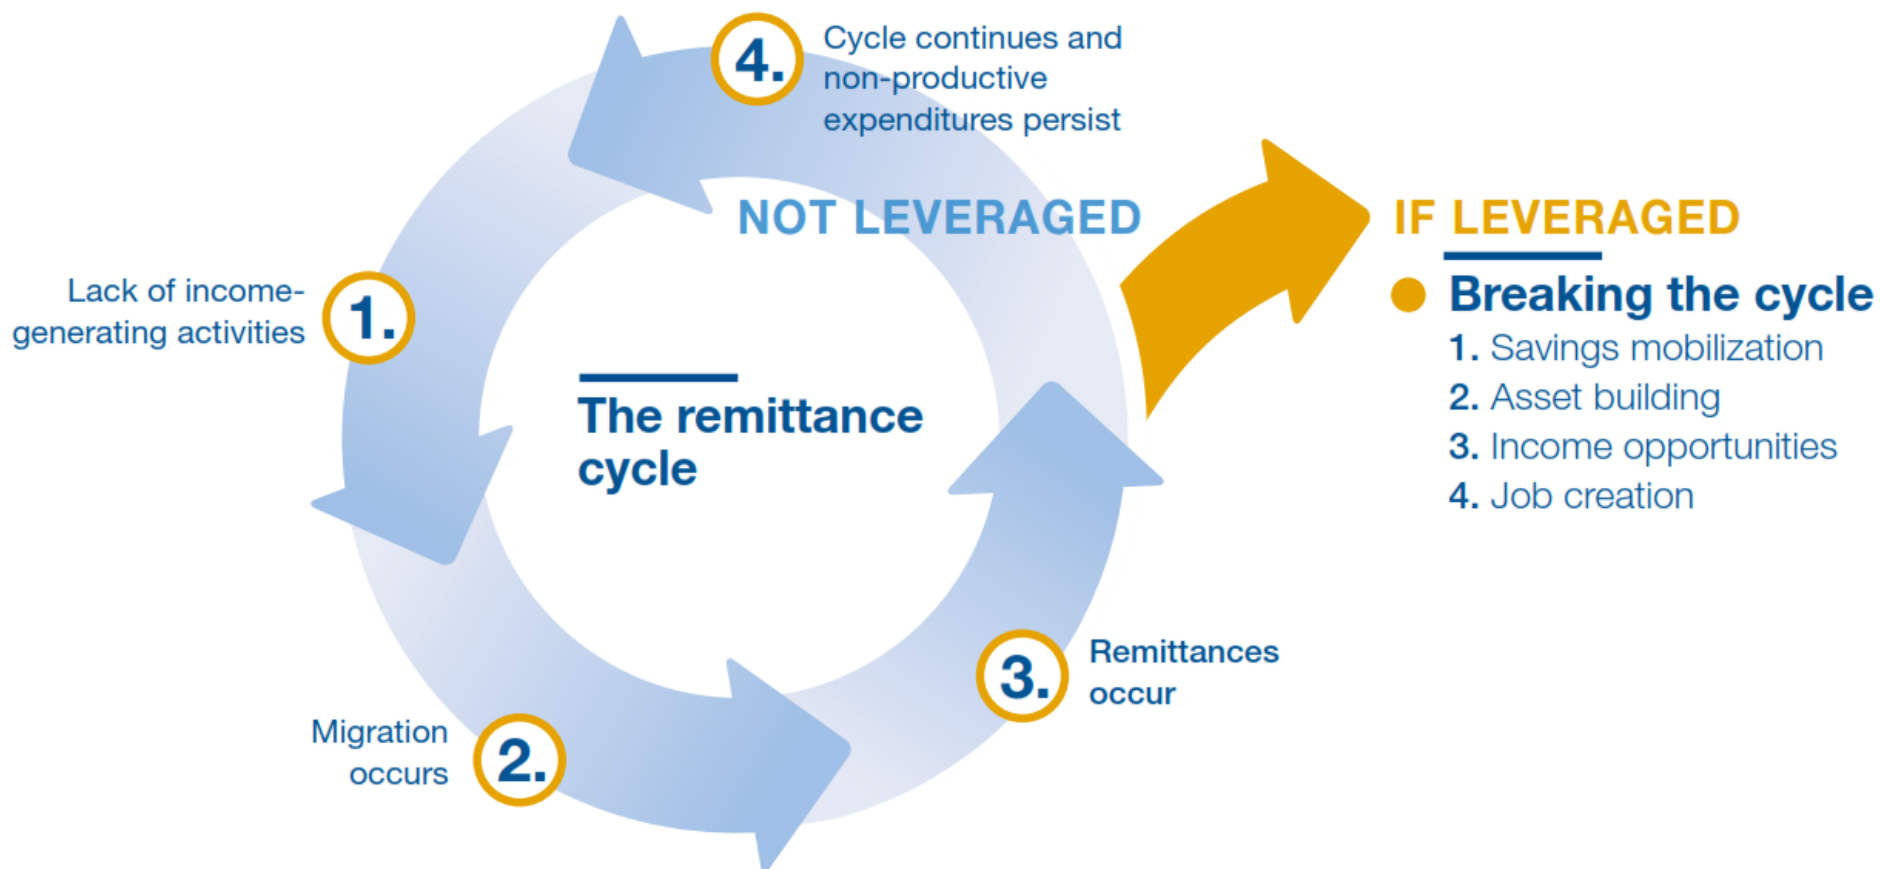 4.
Cycle continues and
non-productive
expenditures persist
NOT LEVERAGED
IF LEVERAGED
Breaking the cycle
1. Savings mobilization
2. Asset building
3. Income opportunities
4. Job creation
Lack of income-
generating activities
1.
The remittance
cycle
Migration
occurs
2.
3.
Remittances
occur